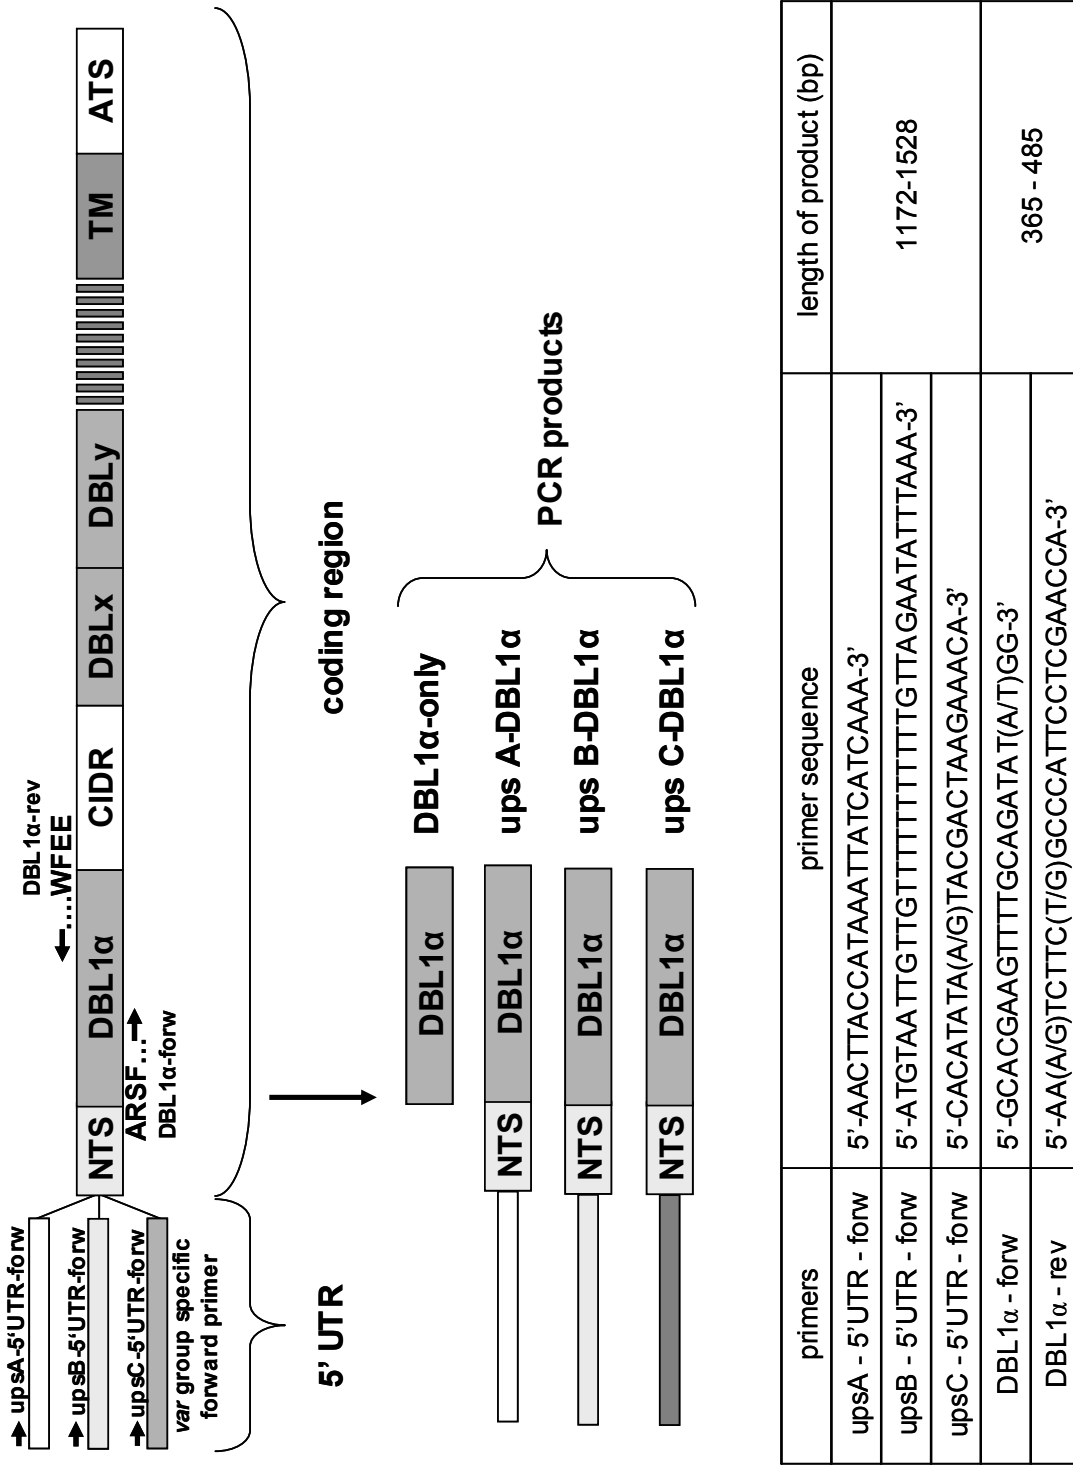 upsA-5‘UTR-forw
upsB-5‘UTR-forw
upsC-5‘UTR-forw
var group specific
forward primer
5’ UTR
NTS
DBL1α
CIDR
DBLx
DBLy
TM
ATS
ARSF...
DBL1α-forw
DBL1α-rev
....WFEE
coding region
DBL1α
DBL1α-only
NTS
DBL1α
ups A-DBL1α
NTS
DBL1α
ups B-DBL1α
NTS
DBL1α
ups C-DBL1α
PCR products
primers primer sequence length of product (bp)
upsA - 5’UTR - forw 5’-AACTTACCATAAATTATCATCAAA-3’ 1172-1528
upsB - 5’UTR - forw 5’-ATGTAATTGTTGTTTTTTTTTTGTTAGAATATTTAAA-3’
upsC - 5’UTR - forw 5’-CACATATA(A/G)TACGACTAAGAAACA-3’
DBL1α - forw 5’-GCACGAAGTTTTGCAGATAT(A/T)GG-3’ 365 - 485
DBL1α - rev 5’-AA(A/G)TCTTC(T/G)GCCCATTCCTCGAACCA-3’